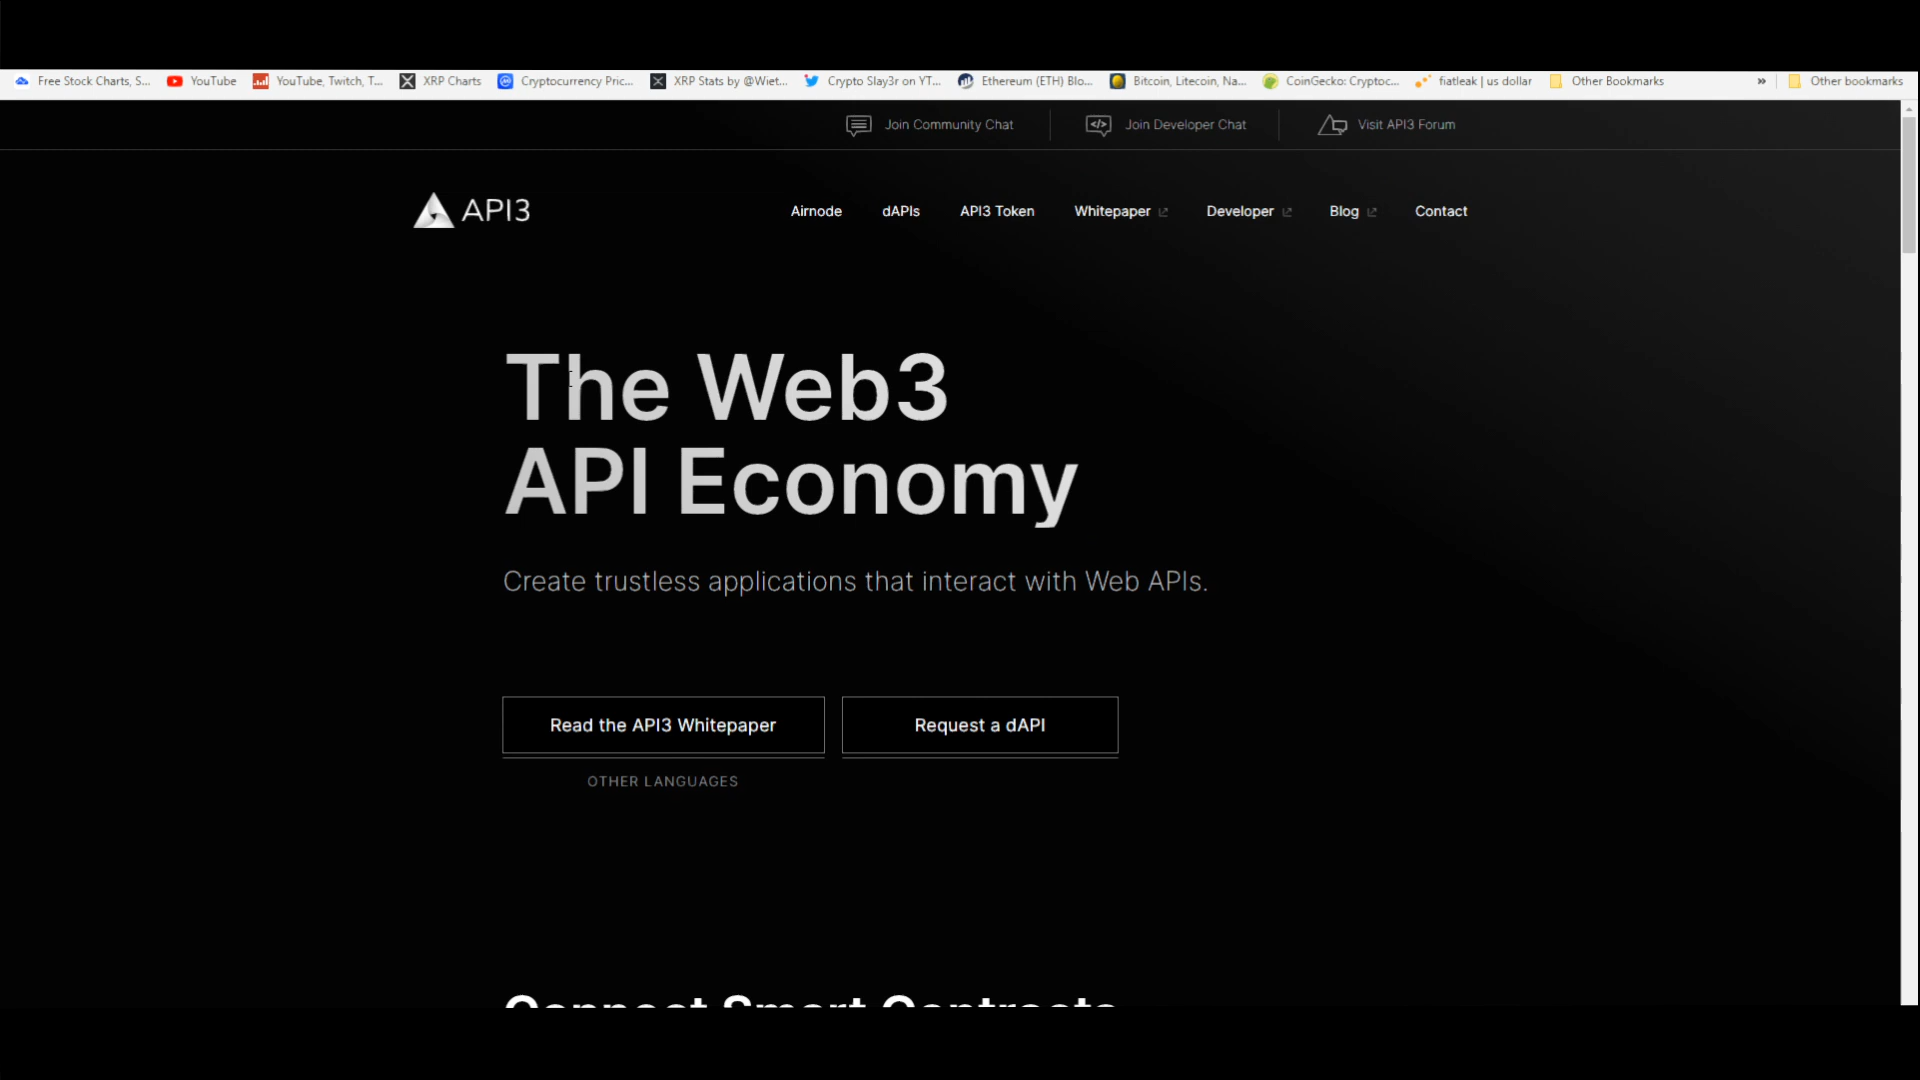 Free Stock Charts, S... YouTube YouTube, Twitch, T... XRP Charts Cryptocurrency Pric... XRP Stats by @Wiet... Crypto Slay3r on YT... Ethereum (ETH) Blo... Bitcoin, Litecoin, Na... CoinGecko: Cryptoc... fiatleak | us dollar Other Bookmarks » Other bookmarks
Join Community Chat Join Developer Chat Visit API3 Forum
API3 Airnode dAPIs API3 Token Whitepaper Developer Blog Contact
The Web3
API Economy
Create trustless applications that interact with Web APIs.
Read the API3 Whitepaper Request a dAPI
OTHER LANGUAGES
Connect Smart Contracts